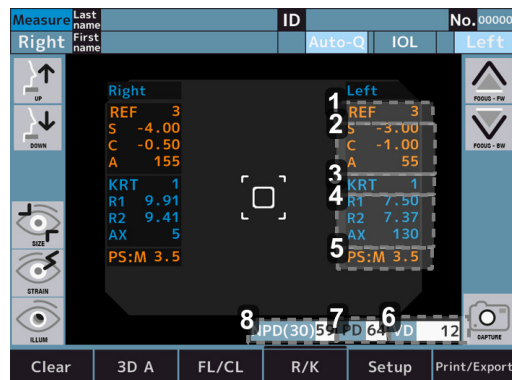 Measure Last name ID No. 00000
Right First name Auto-Q IOL Left
UP
DOWN
SIZE
STRAIN
ILLUM
Right
REF 3
S -4.00
C -0.50
A 155
KRT 1
R1 9.91
R2 9.41
AX 5
PS:M 3.5
Left
1 REF 3
2 S -3.00
C -1.00
A 55
3 KRT 1
4 R1 7.50
R2 7.37
AX 130
5 PS:M 3.5
FOCUS - FW
FOCUS - BW
CAPTURE
8 7 6
NPD(30) 59 PD 64 VD 12
Clear 3D A FL/CL R/K Setup Print/Export